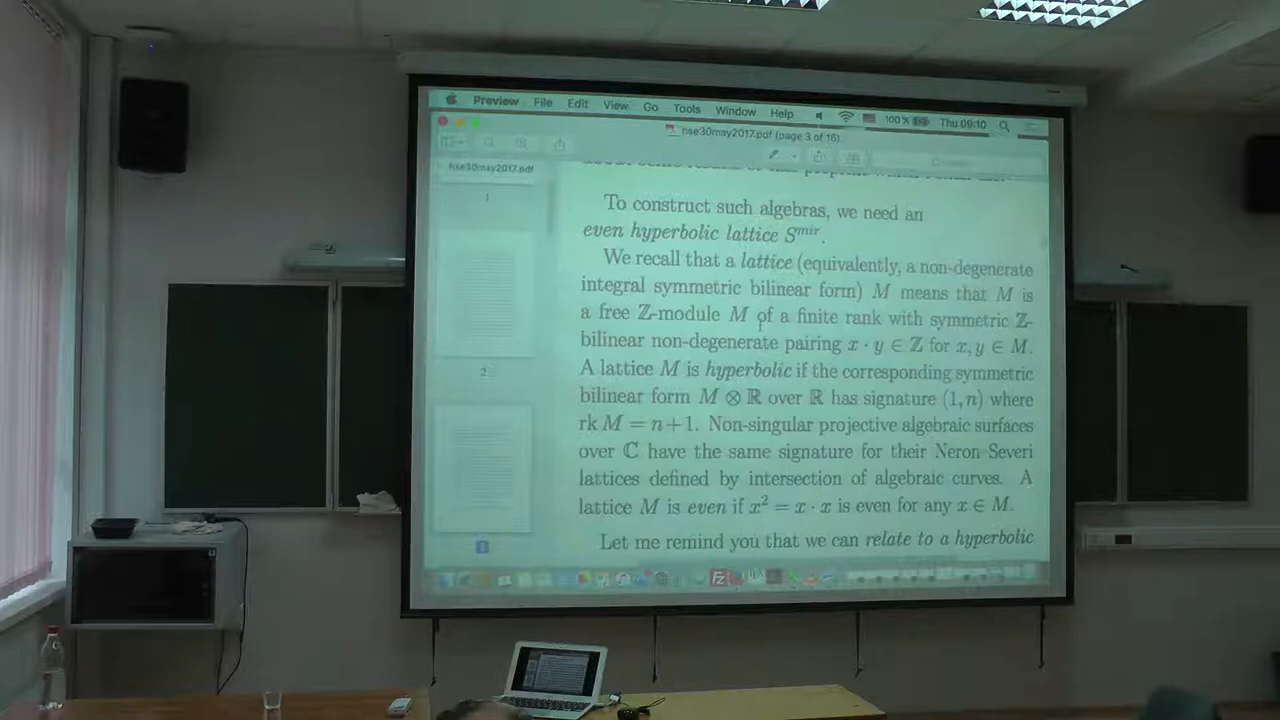 Preview File Edit View Go Tools Window Help 100 % Thu 09:10
hse30may2017.pdf (page 3 of 16)
hse30may2017.pdf
1
2
3
To construct such algebras, we need an
even hyperbolic lattice S^{mir}.
We recall that a lattice (equivalently, a non-degenerate
integral symmetric bilinear form) M means that M is
a free ℤ-module M of a finite rank with symmetric ℤ-
bilinear non-degenerate pairing x · y ∈ ℤ for x, y ∈ M.
A lattice M is hyperbolic if the corresponding symmetric
bilinear form M ⊗ ℝ over ℝ has signature (1, n) where
rk M = n+1. Non-singular projective algebraic surfaces
over ℂ have the same signature for their Neron–Severi
lattices defined by intersection of algebraic curves. A
lattice M is even if x² = x · x is even for any x ∈ M.
Let me remind you that we can relate to a hyperbolic
FZ